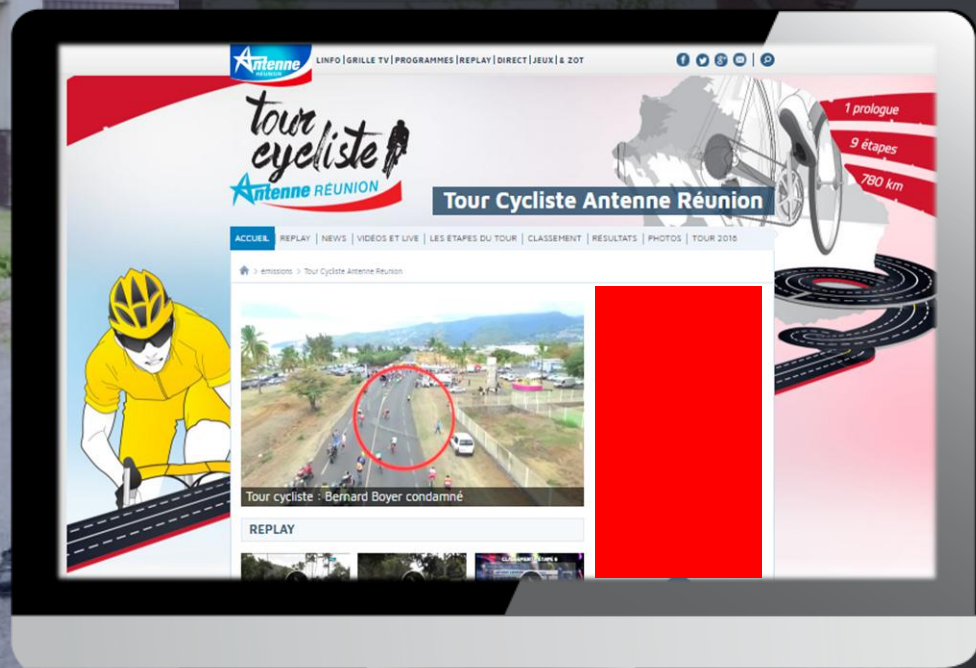 Antenne
RÉUNION
LINFO | GRILLE TV | PROGRAMMES | REPLAY | DIRECT | JEUX | & ZOT
tour
cycliste
Antenne RÉUNION
Tour Cycliste Antenne Réunion
1 prologue
9 étapes
780 km
ACCUEIL | REPLAY | NEWS | VIDÉOS ET LIVE | LES ETAPES DU TOUR | CLASSEMENT | RÉSULTATS | PHOTOS | TOUR 2016
> émissions > Tour Cycliste Antenne Reunion
Tour cycliste : Bernard Boyer condamné
REPLAY